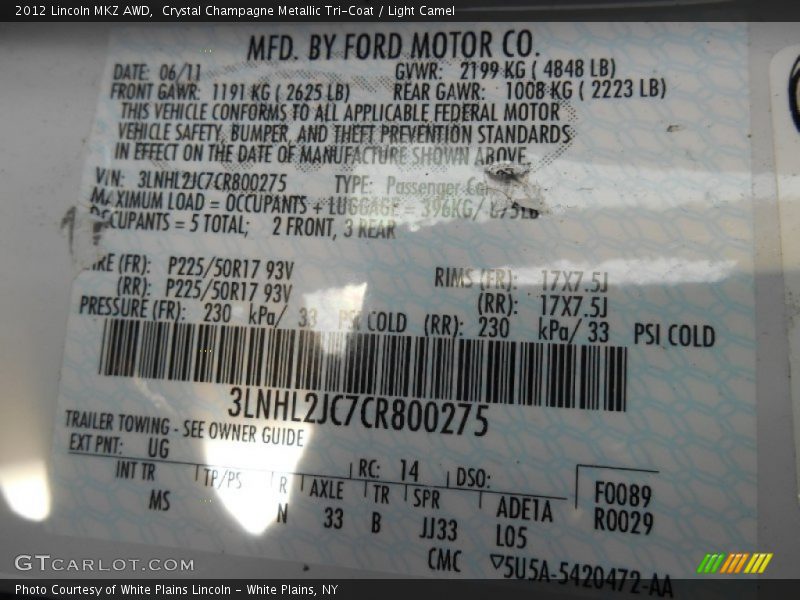 2012 Lincoln MKZ AWD,  Crystal Champagne Metallic Tri-Coat / Light Camel
MFD. BY FORD MOTOR CO.
DATE: 06/11 GVWR: 2199 KG ( 4848 LB)
FRONT GAWR: 1191 KG ( 2625 LB) REAR GAWR: 1008 KG ( 2223 LB)
THIS VEHICLE CONFORMS TO ALL APPLICABLE FEDERAL MOTOR
VEHICLE SAFETY, BUMPER, AND THEFT PREVENTION STANDARDS
IN EFFECT ON THE DATE OF MANUFACTURE SHOWN ABOVE.
VIN: 3LNHL2JC7CR800275 TYPE: Passenger
MAXIMUM LOAD = OCCUPANTS + LUGGAGE = 396KG/ 875LB
OCCUPANTS = 5 TOTAL; 2 FRONT, 3 REAR
TIRE (FR): P225/50R17 93V RIMS (FR): 17X7.5J
(RR): P225/50R17 93V (RR): 17X7.5J
PRESSURE (FR): 230 kPa/ 33 PSI COLD (RR): 230 kPa/ 33 PSI COLD
3LNHL2JC7CR800275
TRAILER TOWING - SEE OWNER GUIDE
EXT PNT: UG RC: 14 DSO:
INT TR TP/PS R AXLE TR SPR ADE1A F0089
MS N 33 B JJ33 L05 R0029
CMC ▽5U5A-5420472-AA
GTCARLOT.COM
Photo Courtesy of White Plains Lincoln - White Plains, NY